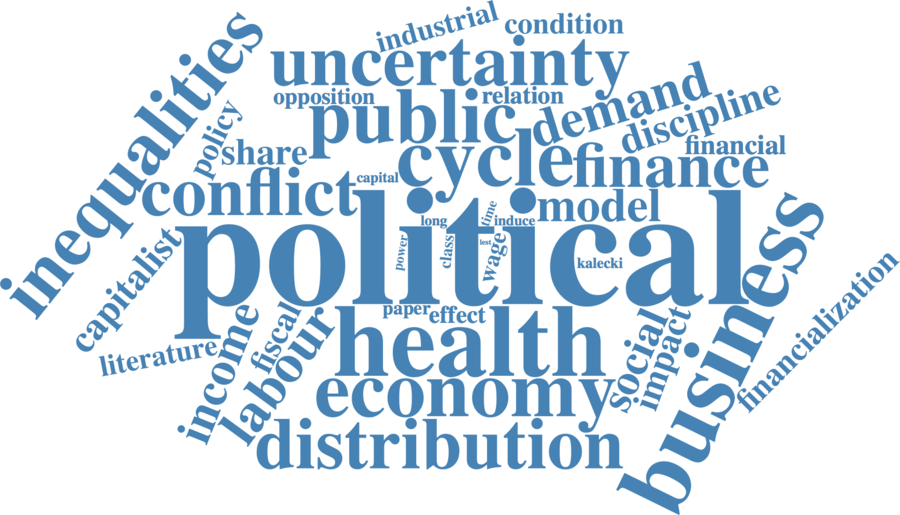 industrial
condition
uncertainty
inequalities
opposition
relation
public
demand
discipline
policy
share
cycle
finance
financial
conflict
capital
political
long
time
induce
model
power
class
lest
wage
kalecki
capitalist
business
paper
effect
literature
income
fiscal
labour
health
social
impact
financialization
economy
distribution